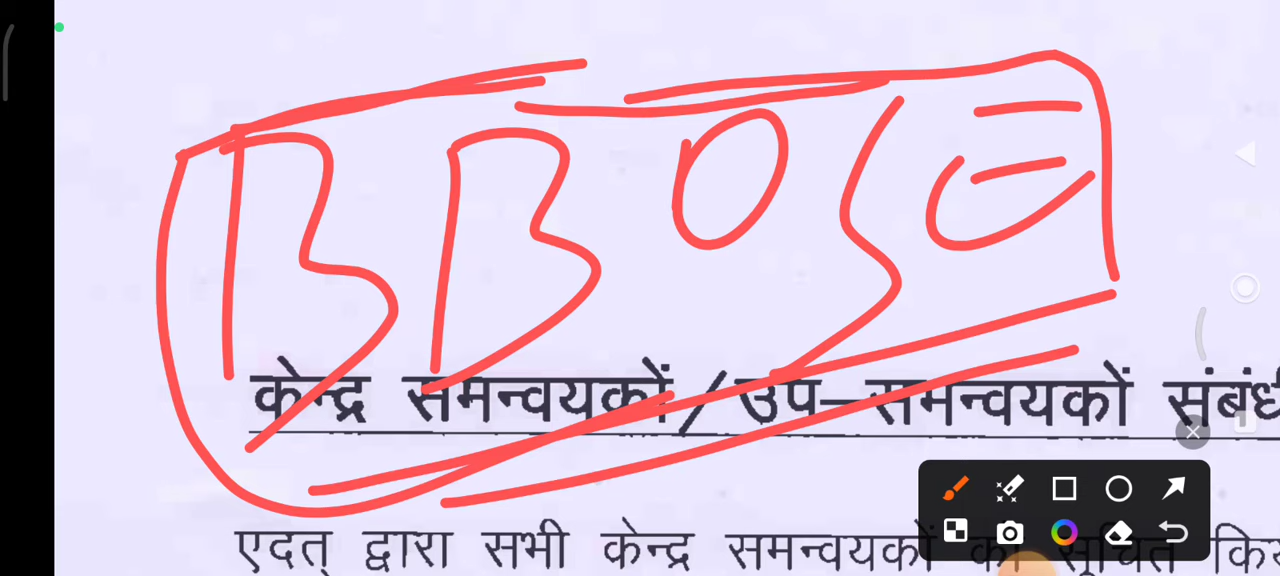 BBOSE
केन्द्र समन्वयकों/उप–समन्वयकों
एदत् द्वारा सभी केन्द्र समन्वयकों को सूचित